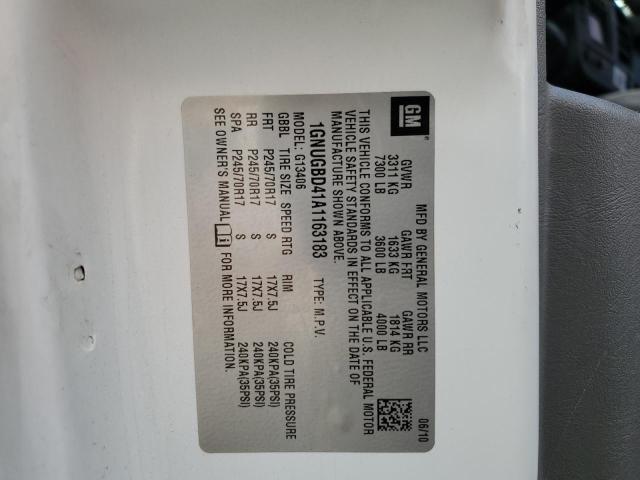 GM
MFD BY GENERAL MOTORS LLC 06/10
GVWR GAWR FRT GAWR RR
3311 KG 1633 KG 1814 KG
7300 LB 3600 LB 4000 LB
THIS VEHICLE CONFORMS TO ALL APPLICABLE U.S. FEDERAL MOTOR
VEHICLE SAFETY STANDARDS IN EFFECT ON THE DATE OF
MANUFACTURE SHOWN ABOVE.
1GNUGBD41A1163183 TYPE: M.P.V.
MODEL: G13406
GBBL TIRE SIZE SPEED RTG RIM COLD TIRE PRESSURE
FRT P245/70R17 S 17X7.5J 240KPA(35PSI)
RR P245/70R17 S 17X7.5J 240KPA(35PSI)
SPA P245/70R17 S 17X7.5J 240KPA(35PSI)
SEE OWNER'S MANUAL FOR MORE INFORMATION.